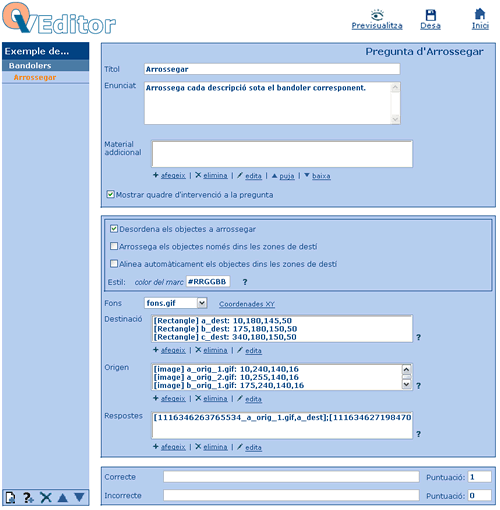 QVEditor
Previsualitza
Desa
Inici
Exemple de...
Bandolers
Arrossegar
Pregunta d'Arrossegar
Títol
Arrossegar
Enunciat
Arrossega cada descripció sota el bandoler corresponent.
Material
addicional
afegeix | elimina | edita | puja | baixa
Mostrar quadre d'intervenció a la pregunta
Desordena els objectes a arrossegar
Arrossega els objectes només dins les zones de destí
Alinea automàticament els objectes dins les zones de destí
Estil: color del marc #RRGGBB ?
Fons fons.gif Coordenades XY
Destinació
[Rectangle] a_dest: 10,180,145,50
[Rectangle] b_dest: 175,180,150,50
[Rectangle] c_dest: 340,180,150,50
?
afegeix | elimina | edita
Origen
[image] a_orig_1.gif: 10,240,140,16
[image] a_orig_2.gif: 10,255,140,16
[image] b_orig_1.gif: 175,240,140,16
?
afegeix | elimina | edita
Respostes
[1116346263765534_a_orig_1.gif,a_dest];[111634627198470
?
afegeix | elimina | edita
Correcte Puntuació: 1
Incorrecte Puntuació: 0